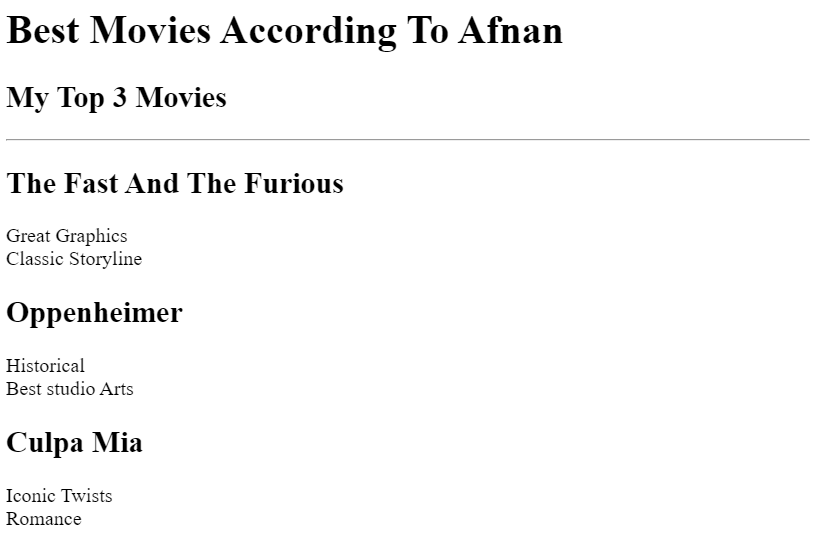 Best Movies According To Afnan
My Top 3 Movies
The Fast And The Furious
Great Graphics
Classic Storyline
Oppenheimer
Historical
Best studio Arts
Culpa Mia
Iconic Twists
Romance